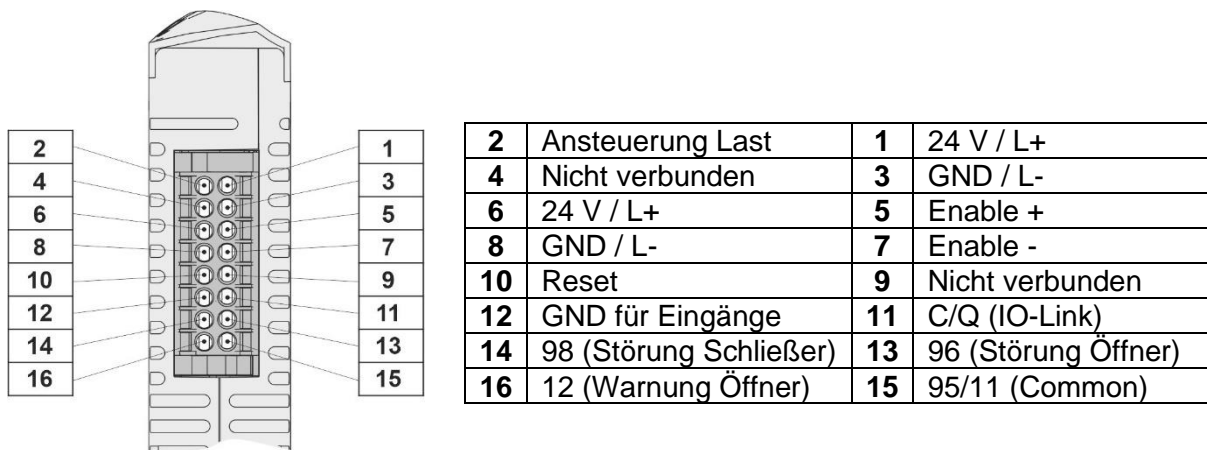 2 1
4 3
6 5
8 7
10 9
12 11
14 13
16 15
2 Ansteuerung Last 1 24 V / L+
4 Nicht verbunden 3 GND / L-
6 24 V / L+ 5 Enable +
8 GND / L- 7 Enable -
10 Reset 9 Nicht verbunden
12 GND für Eingänge 11 C/Q (IO-Link)
14 98 (Störung Schließer) 13 96 (Störung Öffner)
16 12 (Warnung Öffner) 15 95/11 (Common)